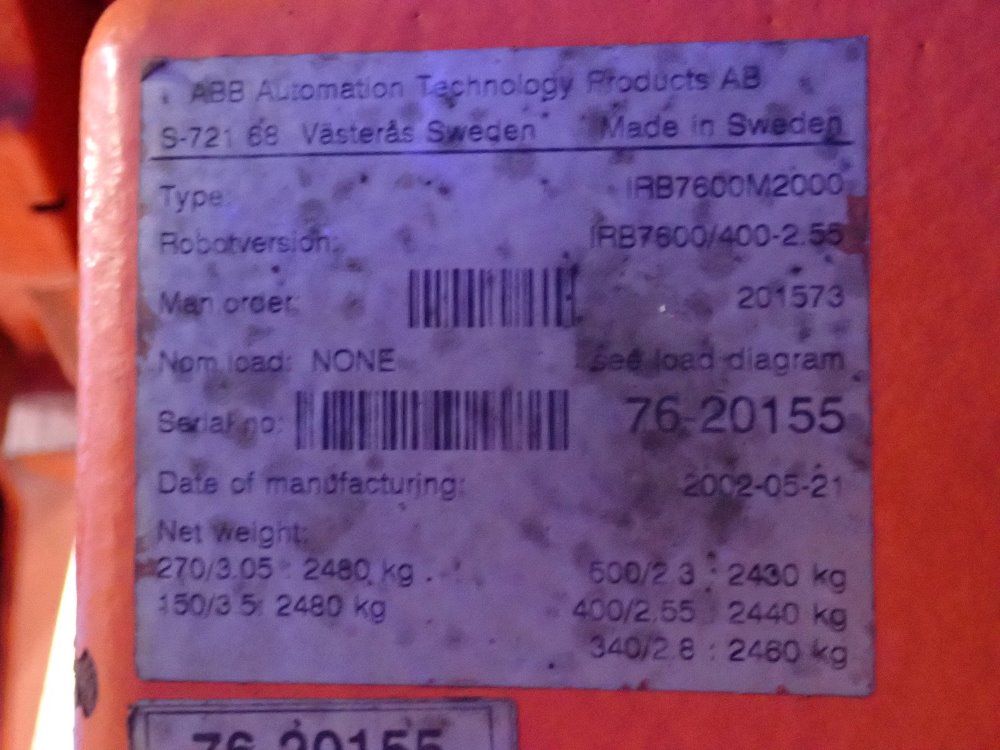 ABB Automation Technology Products AB
S-721 68 Västerås Sweden Made in Sweden
Type: IRB7600M2000
Robotversion: IRB7600/400-2.55
Man order: 201573
Nom load: NONE See load diagram
Serial no: 76-20155
Date of manufacturing: 2002-05-21
Net weight:
270/3.05 : 2480 kg 500/2.3 : 2430 kg
150/3.5: 2480 kg 400/2.55 : 2440 kg
340/2.8 : 2460 kg
76-20155